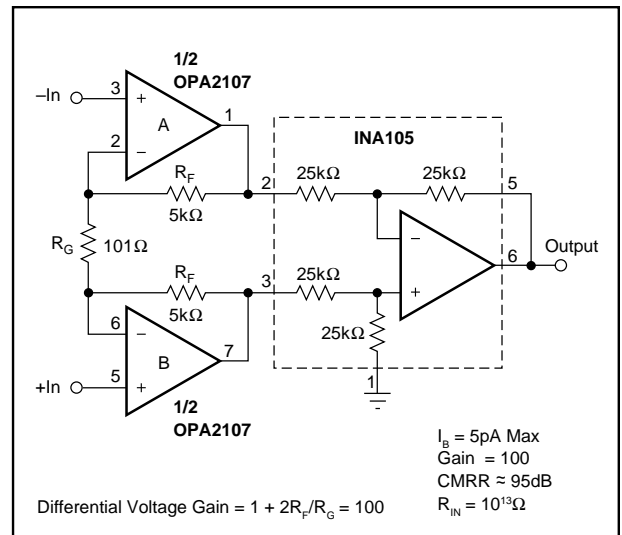 1/2
OPA2107
–In
3
+
A
1
2
–
INA105
R_F
5kΩ
2
25kΩ
25kΩ
5
R_G
101Ω
–
6
Output
R_F
5kΩ
3
25kΩ
+
25kΩ
6
–
B
7
1
+In
5
+
1/2
OPA2107
I_B = 5pA Max
Gain = 100
CMRR ≈ 95dB
R_IN = 10¹³Ω
Differential Voltage Gain = 1 + 2R_F/R_G = 100